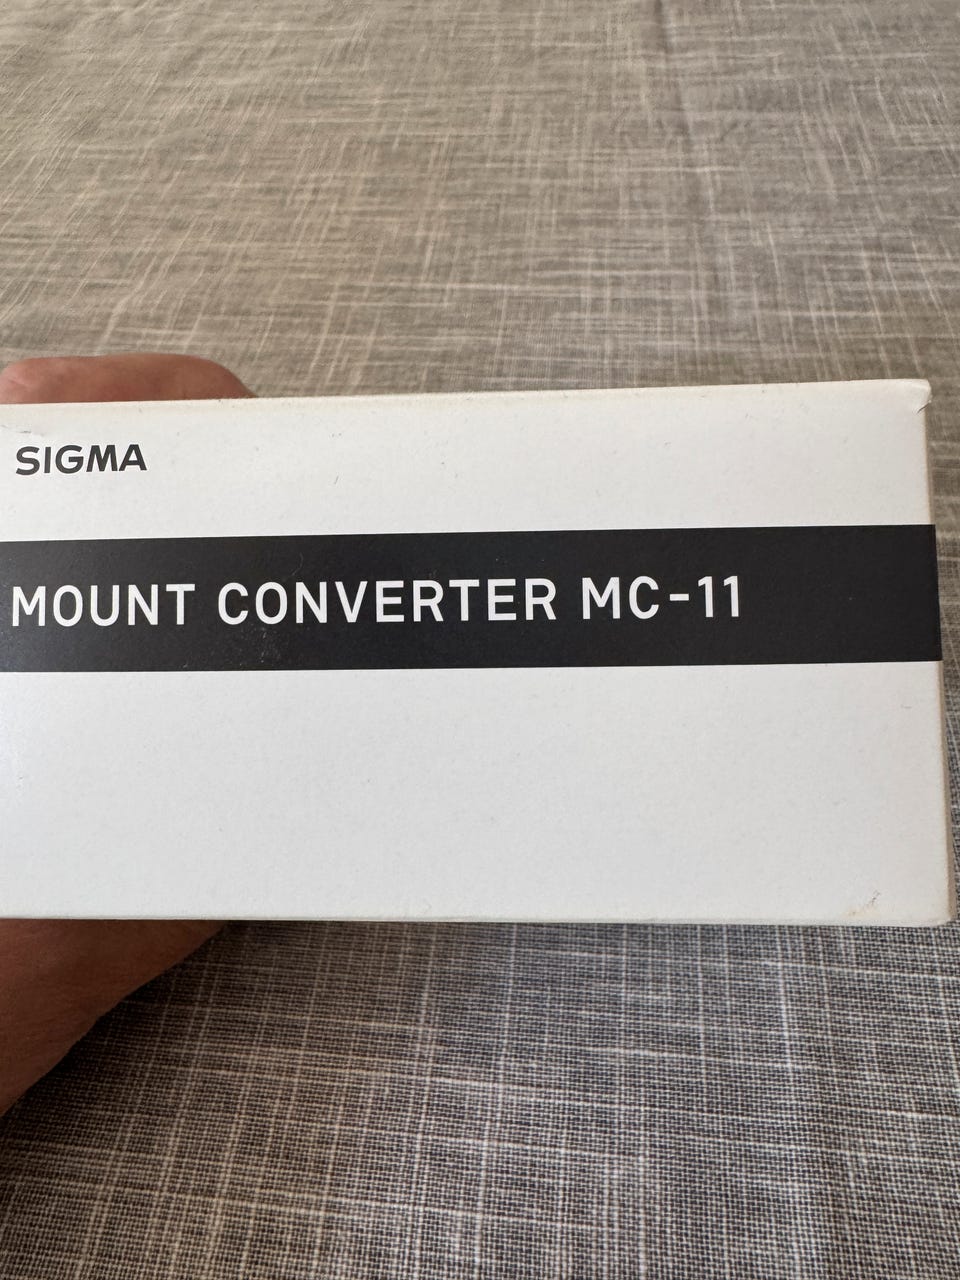 SIGMA
MOUNT CONVERTER MC-11